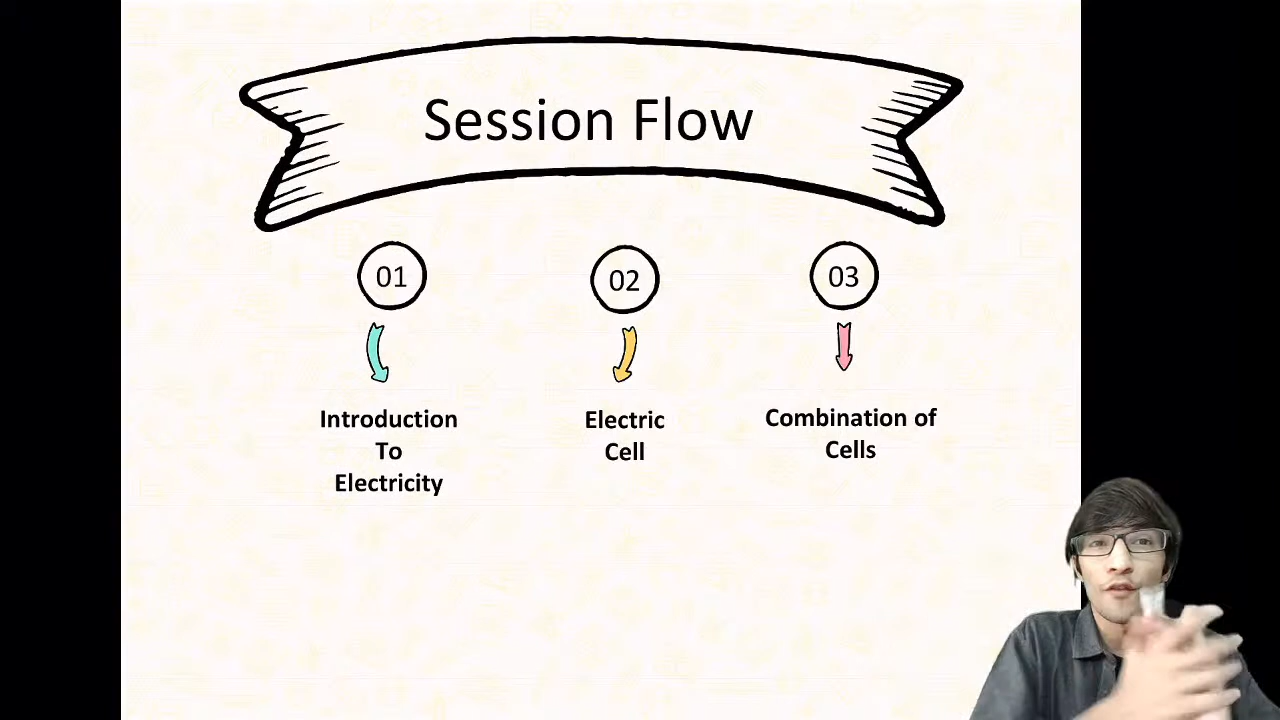 Session Flow
01
02
03
Introduction
To
Electricity
Electric
Cell
Combination of
Cells